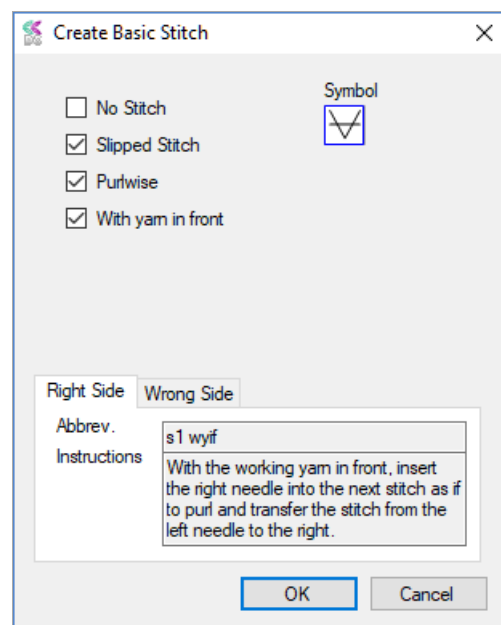 Create Basic Stitch
Symbol
No Stitch
Slipped Stitch
Purlwise
With yarn in front
Right Side
Wrong Side
Abbrev.
s1 wyif
Instructions
With the working yarn in front, insert
the right needle into the next stitch as if
to purl and transfer the stitch from the
left needle to the right.
OK
Cancel